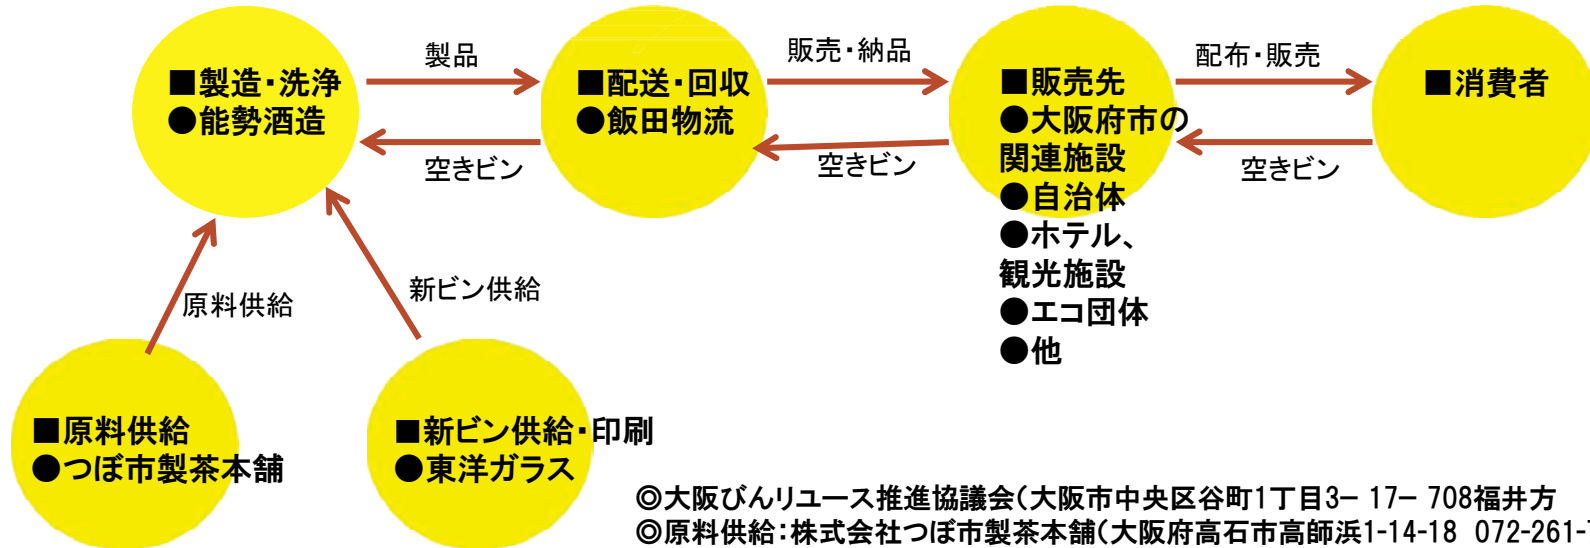 製品
販売・納品
配布・販売
■製造・洗浄
●能勢酒造
■配送・回収
●飯田物流
■販売先
●大阪府市の
関連施設
●自治体
●ホテル、
観光施設
●エコ団体
●他
■消費者
空きビン
空きビン
空きビン
原料供給
新ビン供給
■原料供給
●つぼ市製茶本舗
■新ビン供給・印刷
●東洋ガラス
◎大阪びんリユース推進協議会(大阪市中央区谷町1丁目3− 17− 708福井方
◎原料供給：株式会社つぼ市製茶本舗(大阪府高石市高師浜1-14-18 072-261-